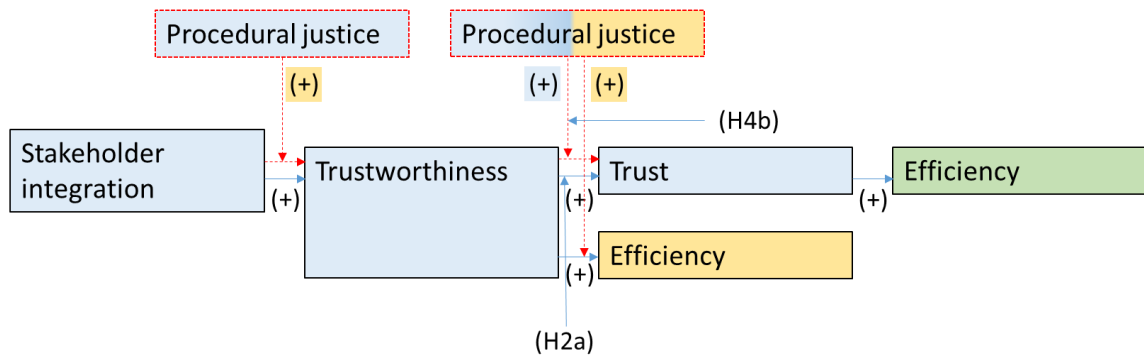 Procedural justice
Procedural justice
(+)
(+)
(+)
(H4b)
Stakeholder
integration
(+)
Trustworthiness
(+)
Trust
(+)
Efficiency
(+)
Efficiency
(H2a)